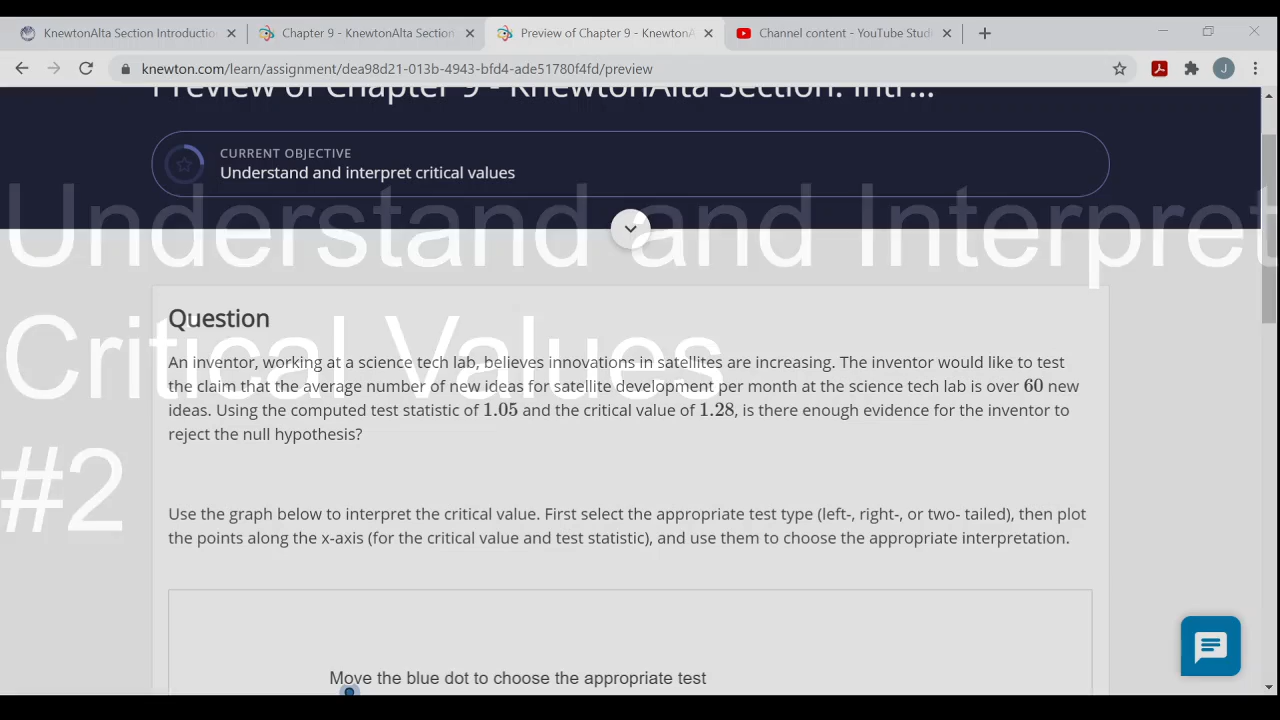 KnewtonAlta Section Introductio
Chapter 9 - KnewtonAlta Section
Preview of Chapter 9 - KnewtonA
Channel content - YouTube Studi
knewton.com/learn/assignment/dea98d21-013b-4943-bfd4-ade51780f4fd/preview
J
Preview of Chapter 9 - KnewtonAlta Section: Intr...
CURRENT OBJECTIVE
Understand and interpret critical values
Understand and Interpret
Critical Values
#2
Question
An inventor, working at a science tech lab, believes innovations in satellites are increasing. The inventor would like to test
the claim that the average number of new ideas for satellite development per month at the science tech lab is over 60 new
ideas. Using the computed test statistic of 1.05 and the critical value of 1.28, is there enough evidence for the inventor to
reject the null hypothesis?
Use the graph below to interpret the critical value. First select the appropriate test type (left-, right-, or two- tailed), then plot
the points along the x-axis (for the critical value and test statistic), and use them to choose the appropriate interpretation.
Move the blue dot to choose the appropriate test